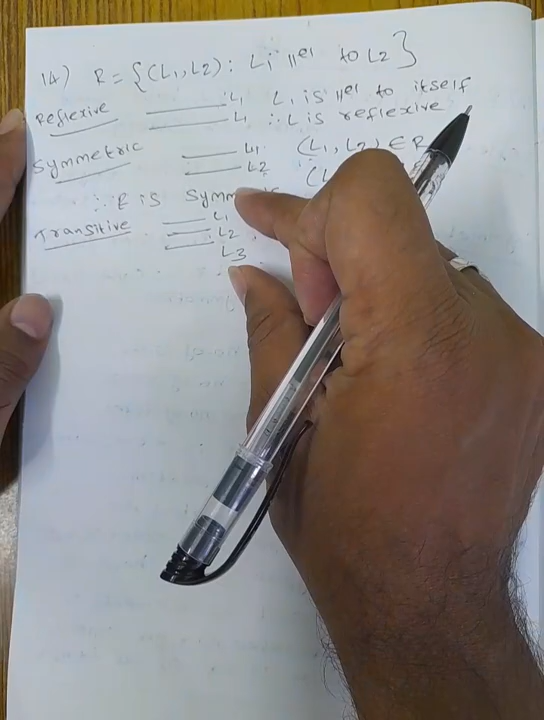 14) R = {(L1, L2) : Li ||el to L2}
Reflexive L1 L1 is ||el to itself
L1 ∴ L is reflexive
Symmetric L1 (L1, L2) ∈ R
L2 (L
∴ R is Symm
Transitive L1
L2
L3